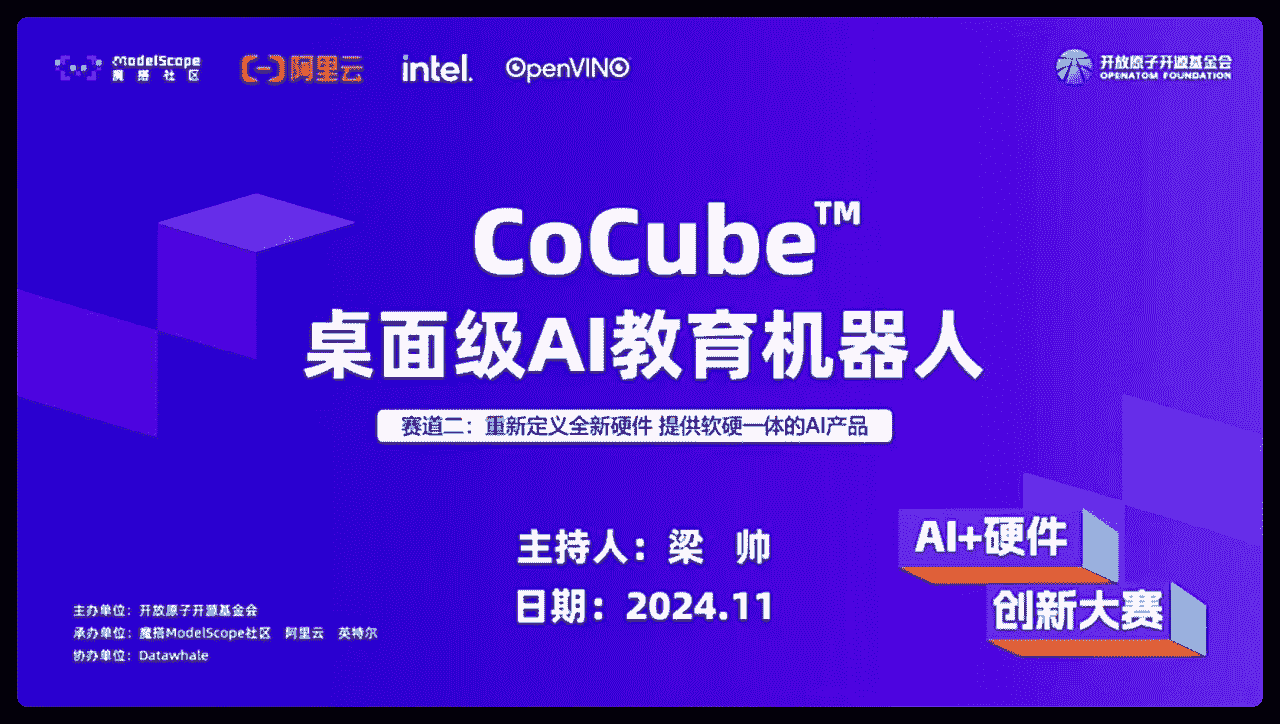 ModelScope
魔搭社区
阿里云
intel.
OpenVINO
开放原子开源基金会
OPENATOM FOUNDATION
CoCube™
桌面级AI教育机器人
赛道二：重新定义全新硬件 提供软硬一体的AI产品
主持人：梁 帅
日期：2024.11
AI+硬件
创新大赛
主办单位：开放原子开源基金会
承办单位：魔搭ModelScope社区 阿里云 英特尔
协办单位：Datawhale